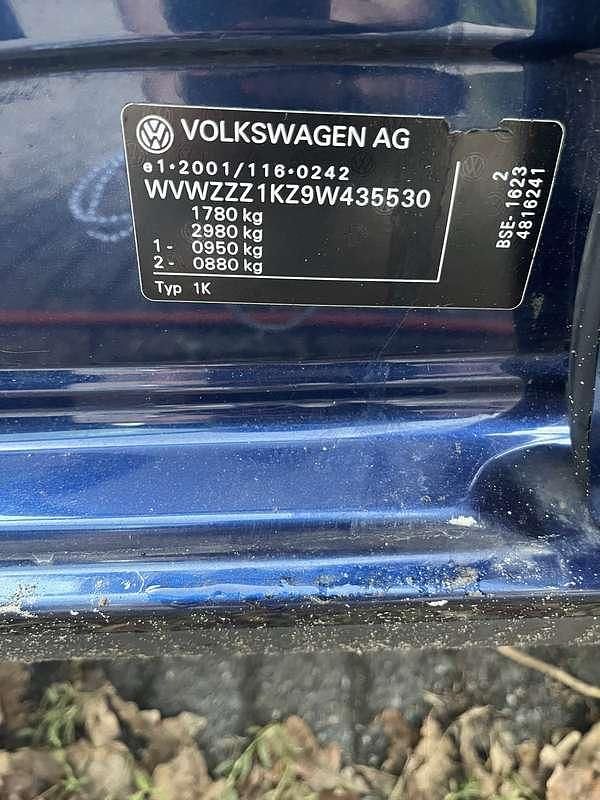 VOLKSWAGEN AG
e1*2001/116*0242
WVWZZZ1KZ9W435530
1780 kg
2980 kg
1- 0950 kg
2- 0880 kg
Typ 1K
2
BSE-1623
4816241